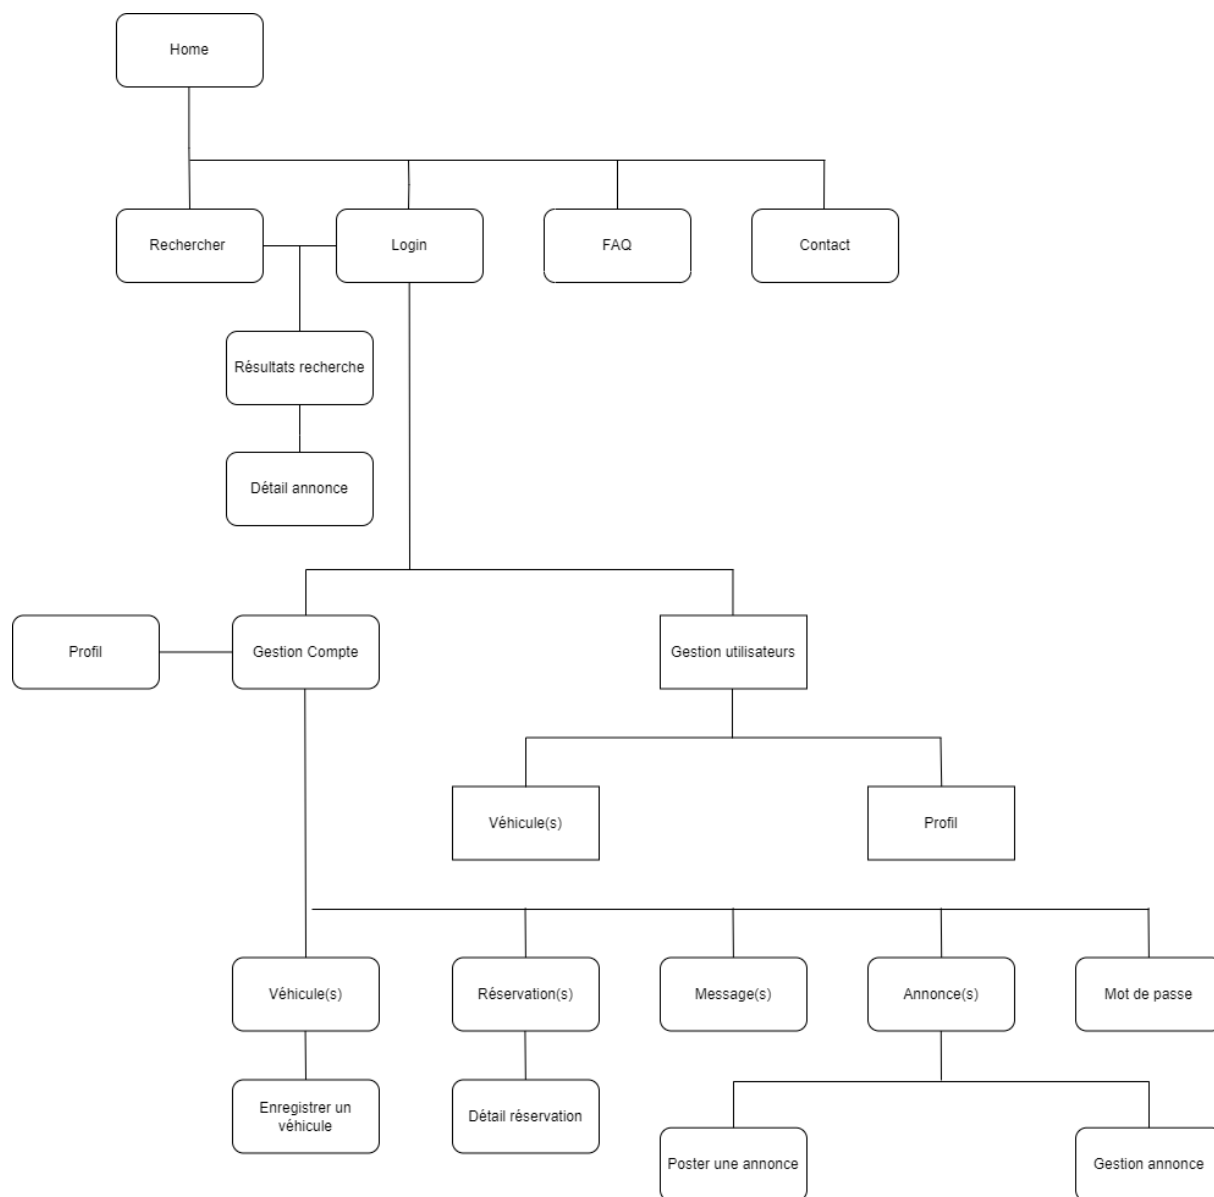 Home
Rechercher
Login
FAQ
Contact
Résultats recherche
Détail annonce
Profil
Gestion Compte
Gestion utilisateurs
Véhicule(s)
Profil
Véhicule(s)
Réservation(s)
Message(s)
Annonce(s)
Mot de passe
Enregistrer un
véhicule
Détail réservation
Poster une annonce
Gestion annonce